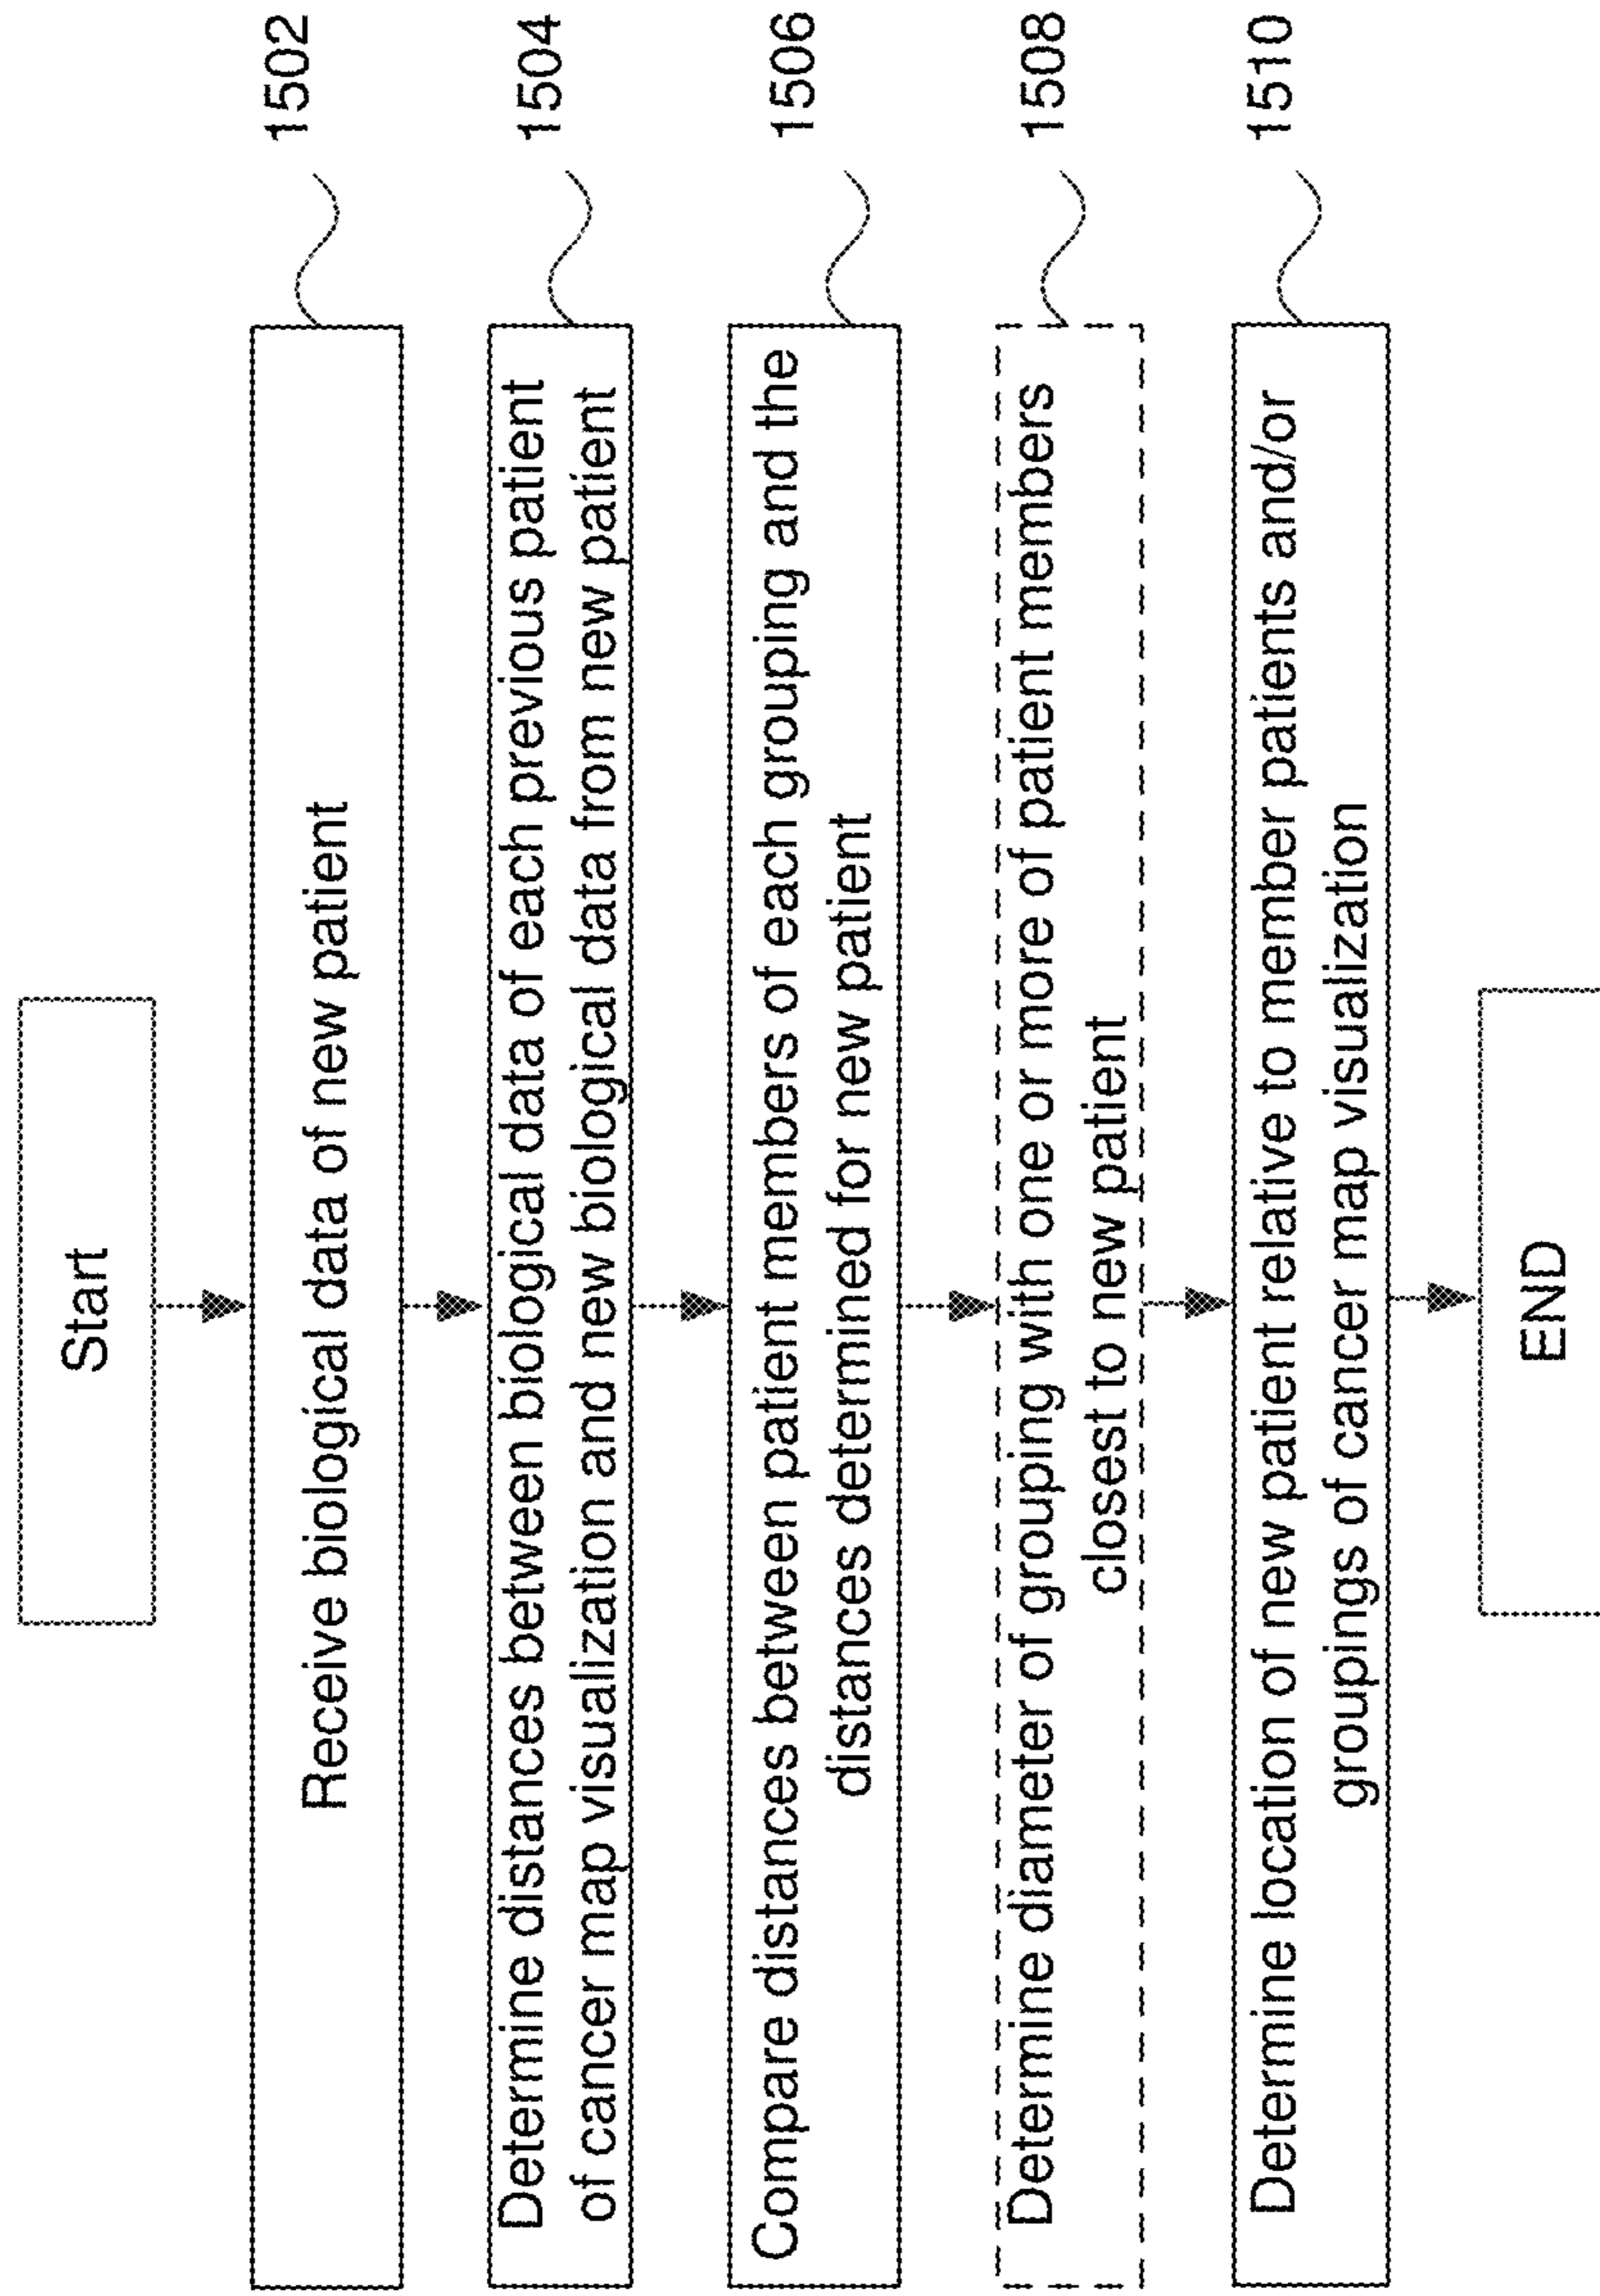 Start
Receive biological data of new patient
1502
Determine distances between biological data of each previous patient
of cancer map visualization and new biological data from new patient
1504
Compare distances between patient members of each grouping and the
distances determined for new patient
1506
Determine diameter of grouping with one or more of patient members
closest to new patient
1508
Determine location of new patient relative to member patients and/or
groupings of cancer map visualization
1510
END